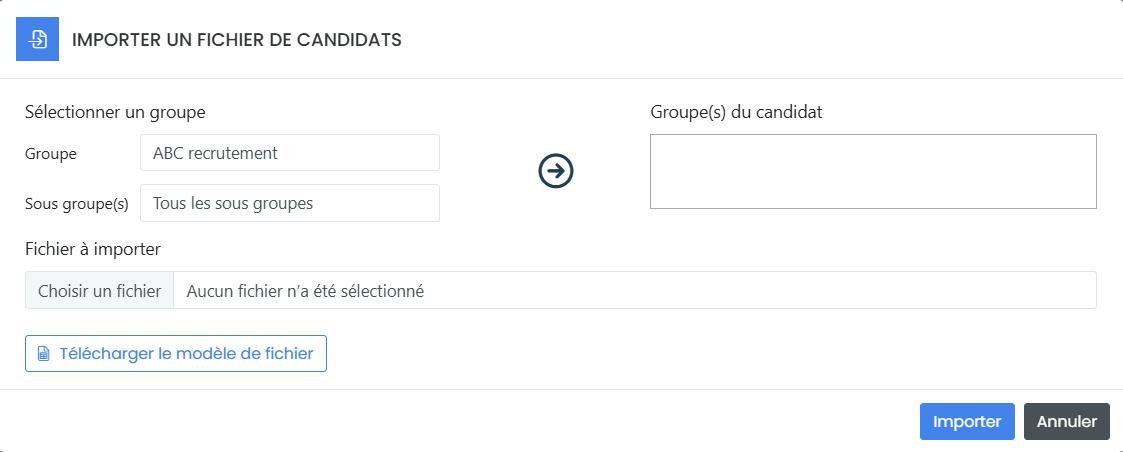 IMPORTER UN FICHIER DE CANDIDATS
Sélectionner un groupe
Groupe(s) du candidat
Groupe
ABC recrutement
Sous groupe(s)
Tous les sous groupes
Fichier à importer
Choisir un fichier
Aucun fichier n’a été sélectionné
Télécharger le modèle de fichier
Importer
Annuler